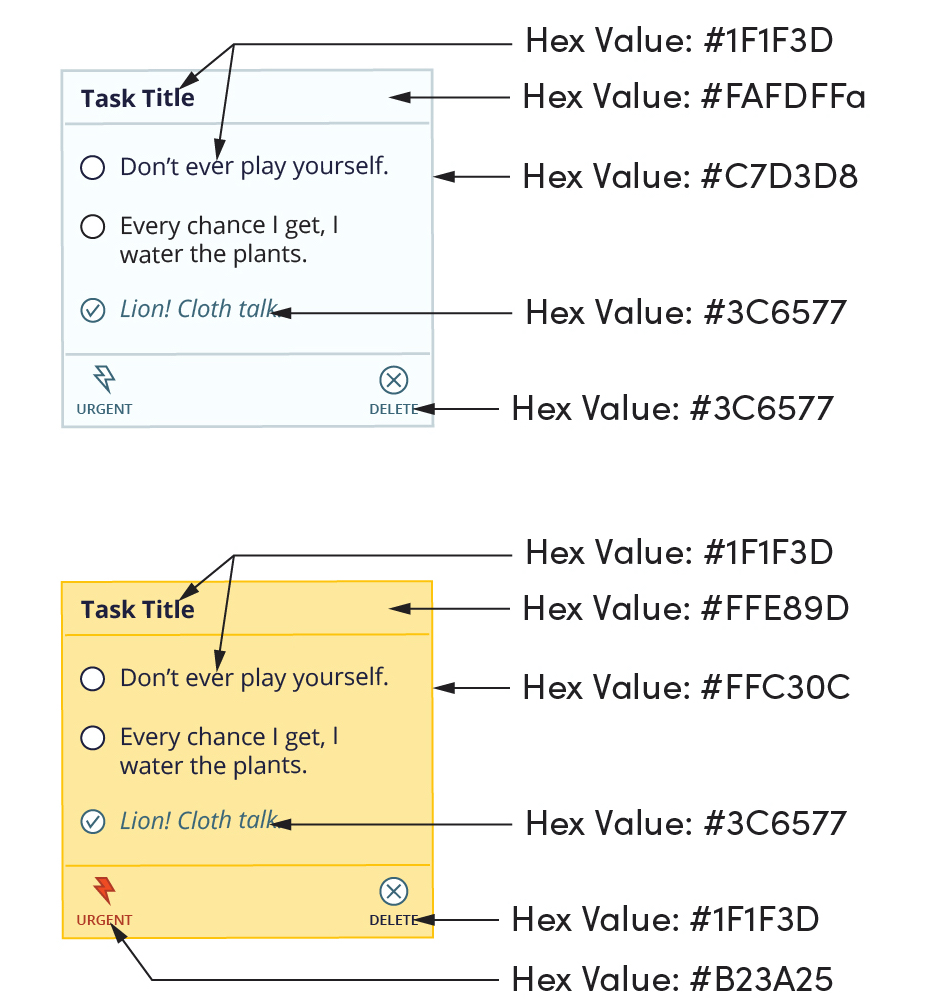 Hex Value: #1F1F3D
Task Title
Hex Value: #FAFDFFa
Don't ever play yourself.
Hex Value: #C7D3D8
Every chance I get, I
water the plants.
Lion! Cloth talk.
Hex Value: #3C6577
URGENT
DELETE
Hex Value: #3C6577
Hex Value: #1F1F3D
Task Title
Hex Value: #FFE89D
Don't ever play yourself.
Hex Value: #FFC30C
Every chance I get, I
water the plants.
Lion! Cloth talk.
Hex Value: #3C6577
URGENT
DELETE
Hex Value: #1F1F3D
Hex Value: #B23A25